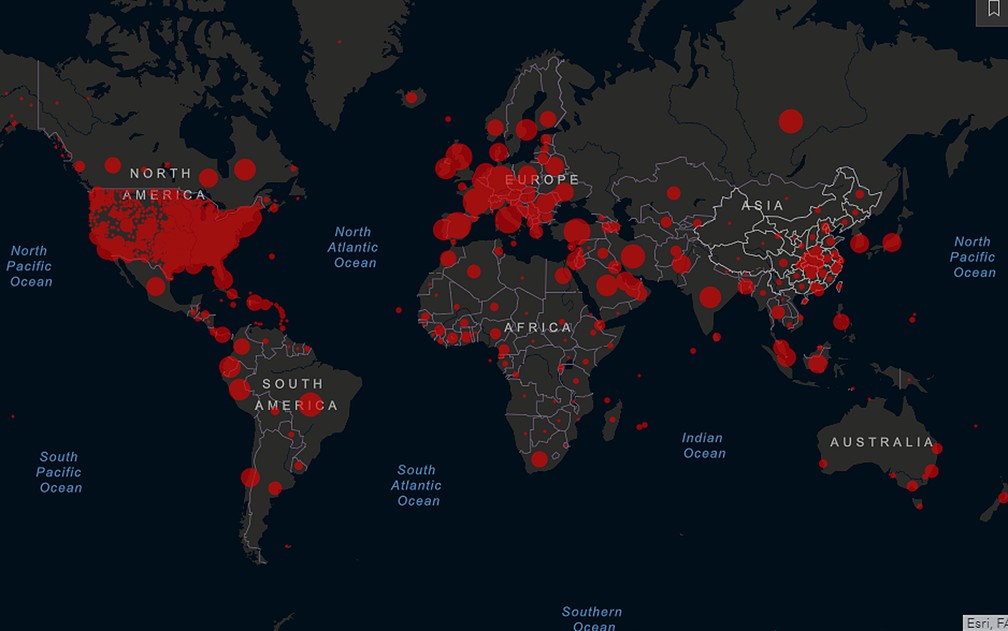 NORTH
AMERICA
EUROPE
ASIA
North
Pacific
Ocean
North
Atlantic
Ocean
North
Pacific
Ocean
AFRICA
SOUTH
AMERICA
Indian
Ocean
AUSTRALIA
South
Pacific
Ocean
South
Atlantic
Ocean
Southern
Ocean
Esri,